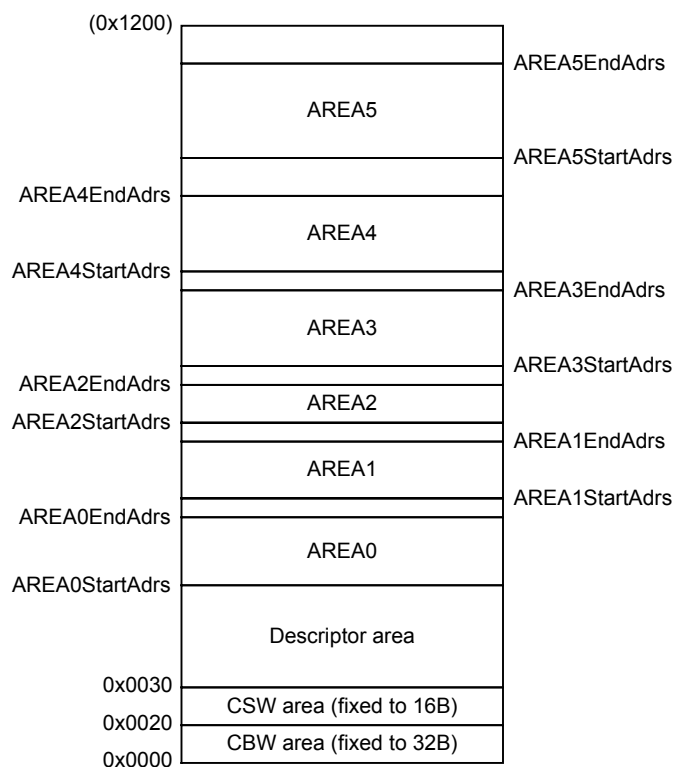 (0x1200)
AREA5EndAdrs
AREA5
AREA5StartAdrs
AREA4EndAdrs
AREA4
AREA4StartAdrs
AREA3EndAdrs
AREA3
AREA3StartAdrs
AREA2EndAdrs
AREA2
AREA2StartAdrs
AREA1EndAdrs
AREA1
AREA1StartAdrs
AREA0EndAdrs
AREA0
AREA0StartAdrs
Descriptor area
0x0030
CSW area (fixed to 16B)
0x0020
CBW area (fixed to 32B)
0x0000